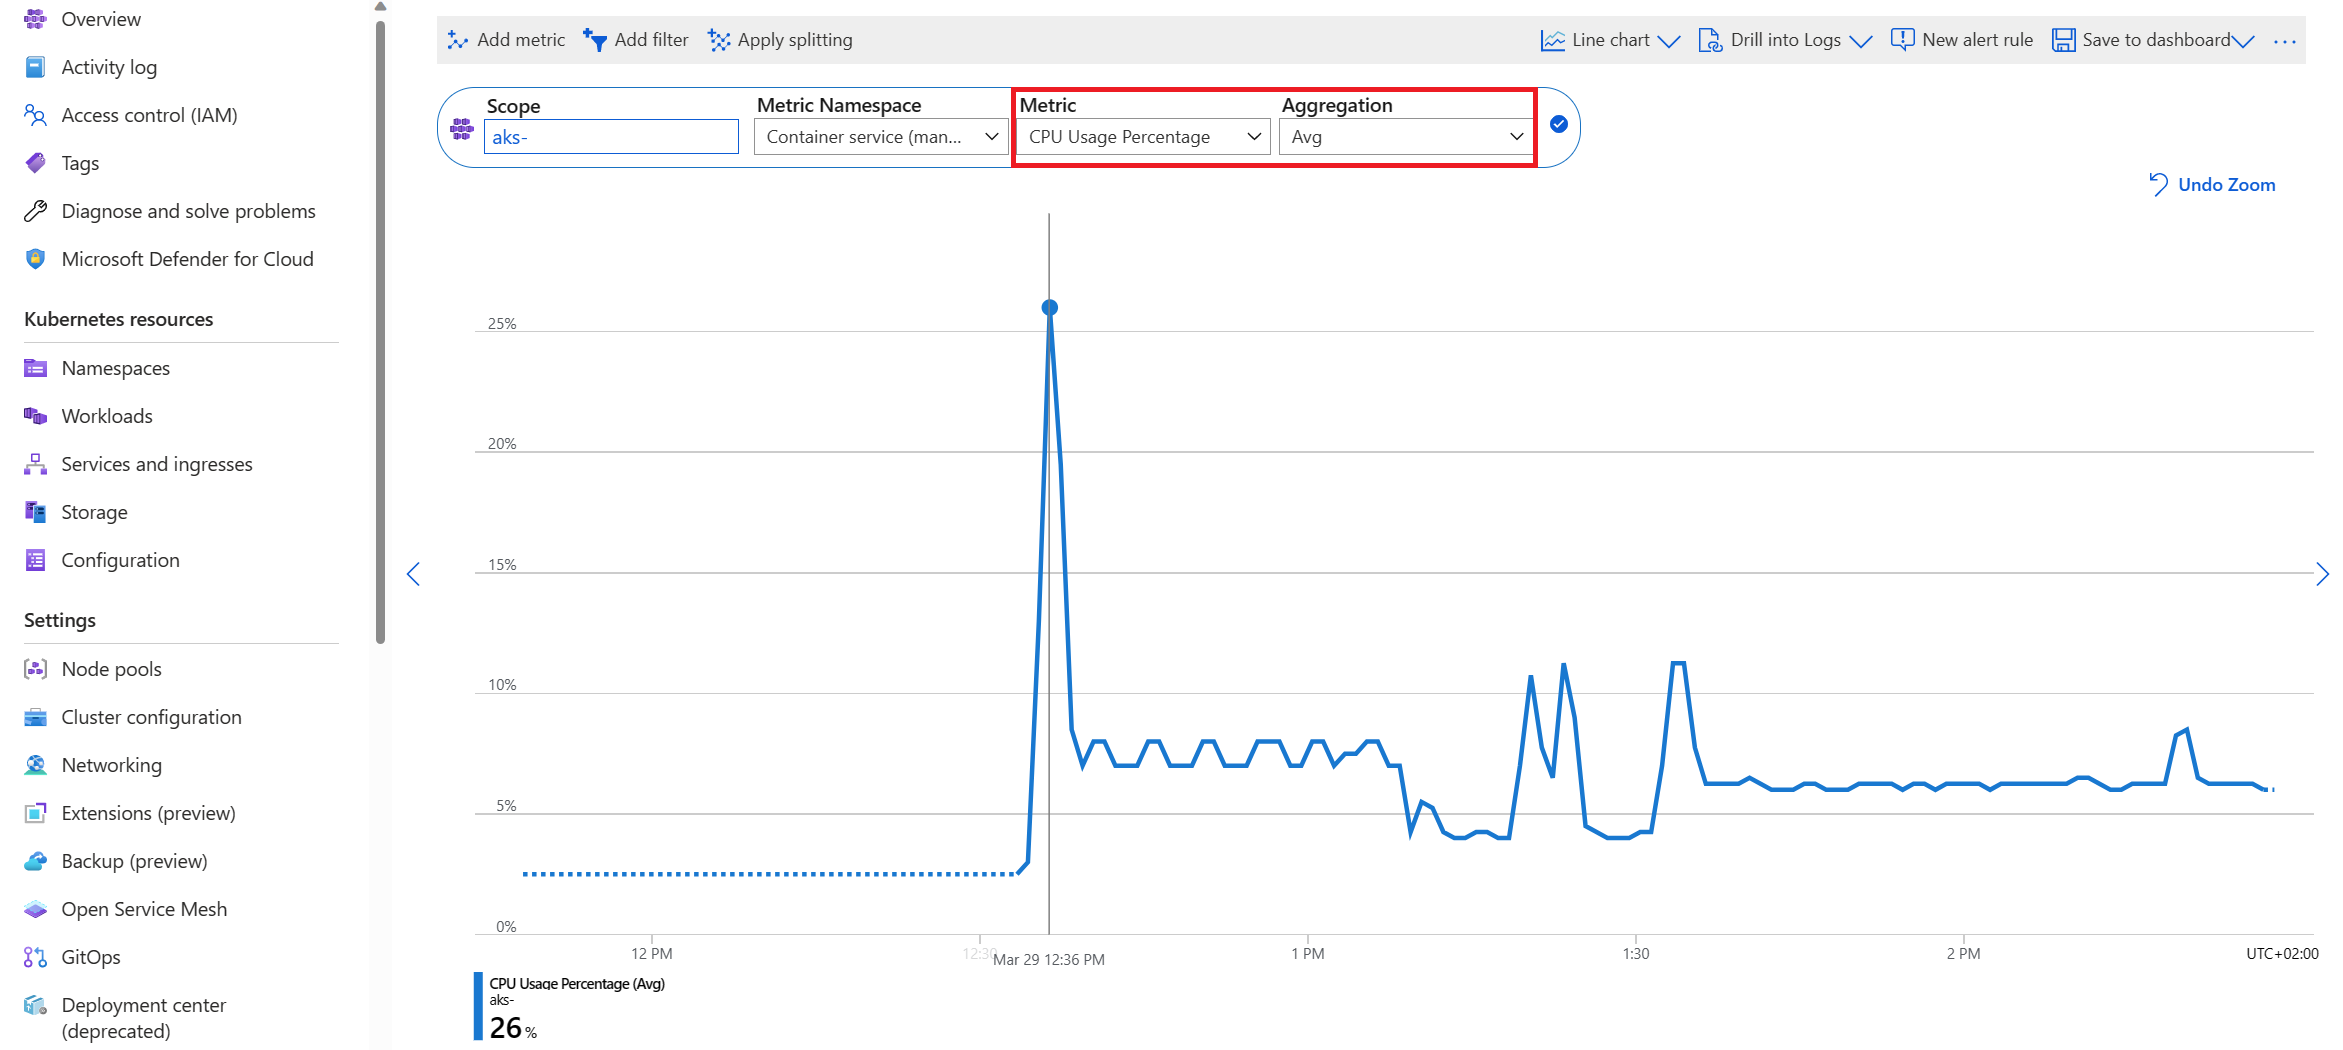 Overview
Activity log
Access control (IAM)
Tags
Diagnose and solve problems
Microsoft Defender for Cloud
Kubernetes resources
Namespaces
Workloads
Services and ingresses
Storage
Configuration
Settings
Node pools
Cluster configuration
Networking
Extensions (preview)
Backup (preview)
Open Service Mesh
GitOps
Deployment center
(deprecated)
Add metric Add filter Apply splitting Line chart Drill into Logs New alert rule Save to dashboard ...
Scope Metric Namespace Metric Aggregation
aks- Container service (man... CPU Usage Percentage Avg
Undo Zoom
25%
20%
15%
10%
5%
0%
12 PM 12:30 1 PM 1:30 2 PM UTC+02:00
Mar 29 12:36 PM
CPU Usage Percentage (Avg)
aks-
26 %